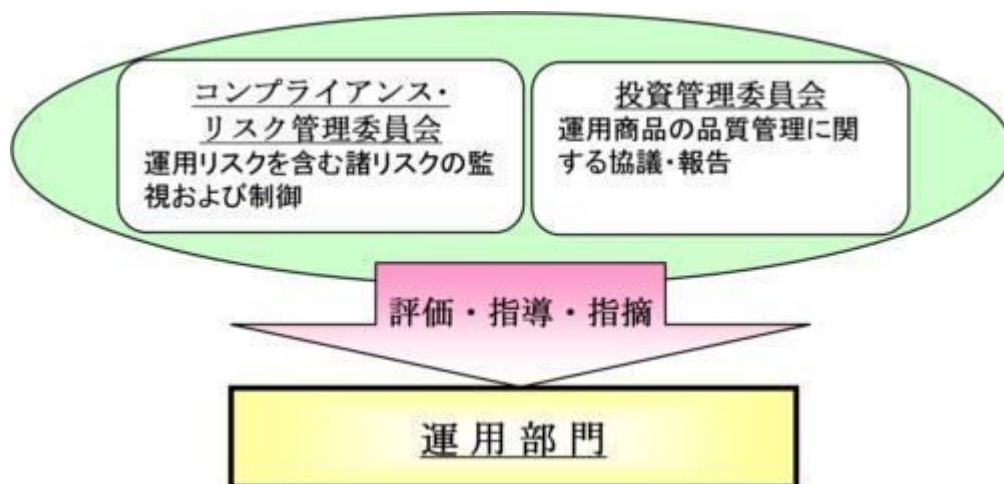 コンプライアンス・
リスク管理委員会
運用リスクを含む諸リスクの監
視および制御
投資管理委員会
運用商品の品質管理に関
する協議・報告
評価・指導・指摘
運用部門